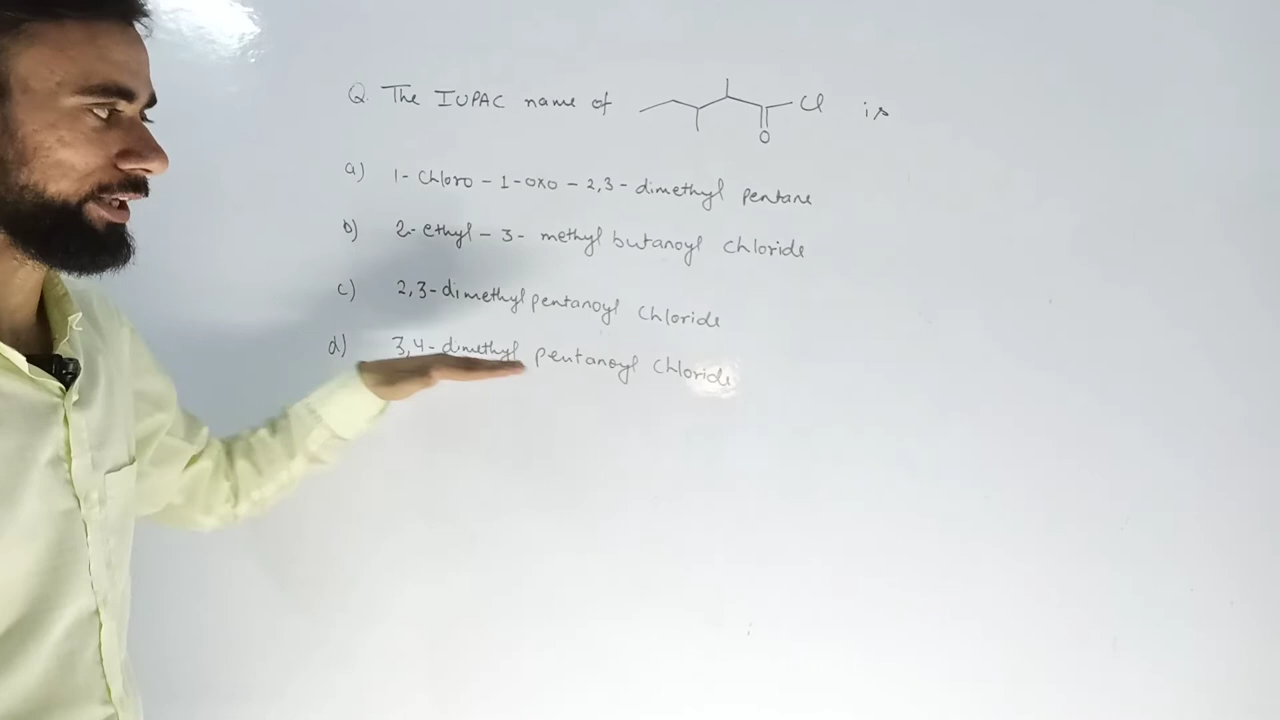 Q. The IUPAC name of Cl is
O
a) 1- Chloro - 1-oxo - 2,3 - dimethyl pentane
b) 2- ethyl - 3- methyl butanoyl chloride
c) 2,3-dimethyl pentanoyl chloride
d) 3,4-dimethyl pentanoyl chloride